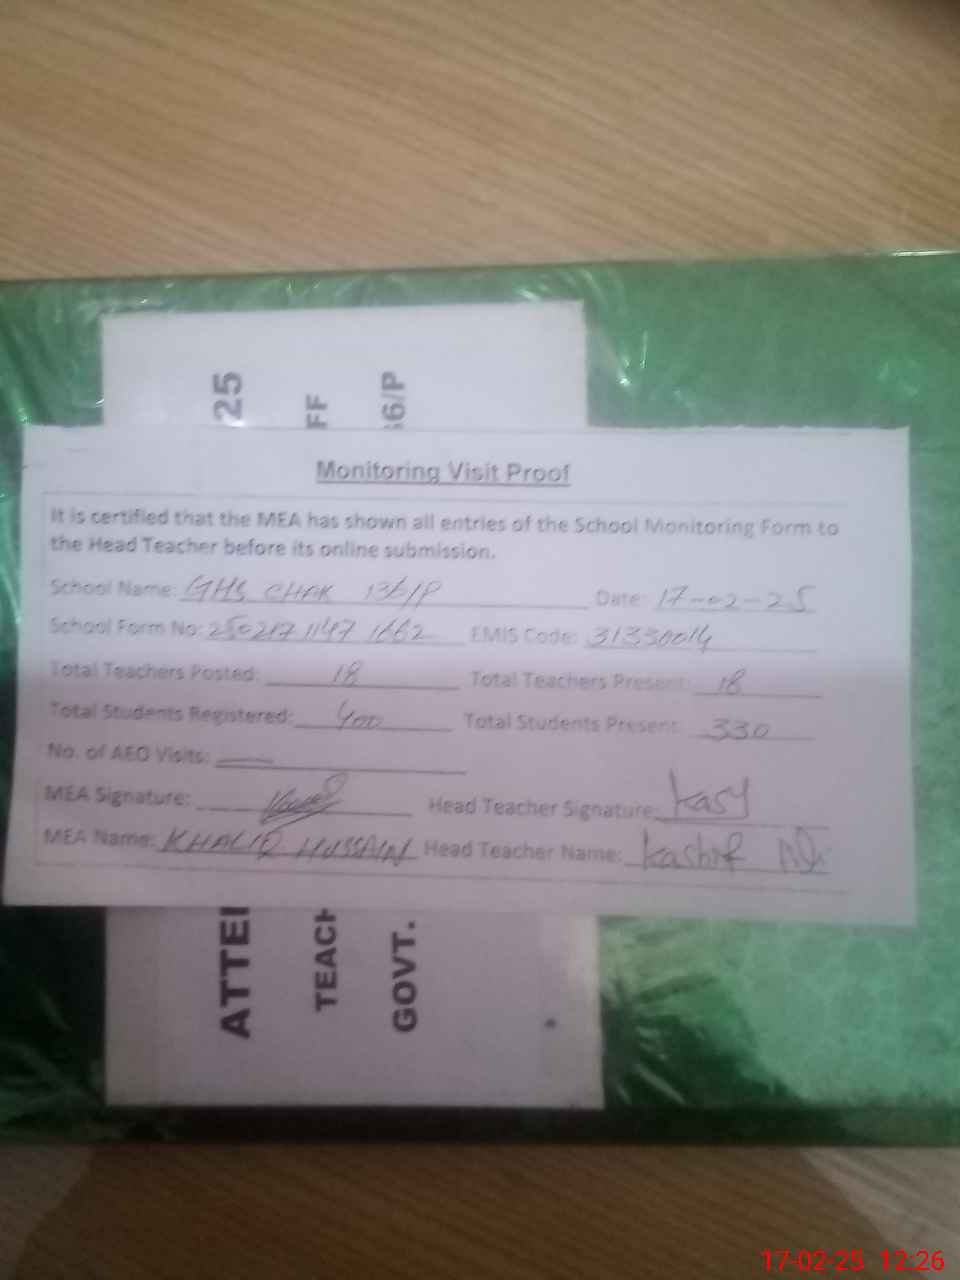 25
FF
36/P
Monitoring Visit Proof
It is certified that the MEA has shown all entries of the School Monitoring Form to
the Head Teacher before its online submission.
School Name: GHS CHAK 136/P Date: 17-02-25
School Form No: 250217 1147 1662 EMIS Code: 31330014
Total Teachers Posted: 18 Total Teachers Present: 18
Total Students Registered: 400 Total Students Present: 330
No. of AEO Visits: —
MEA Signature: Head Teacher Signature: Kasf
MEA Name: KHALIQ HUSSAIN Head Teacher Name: Kashif Ali
ATTE
TEACH
GOVT.
17-02-25 12:26